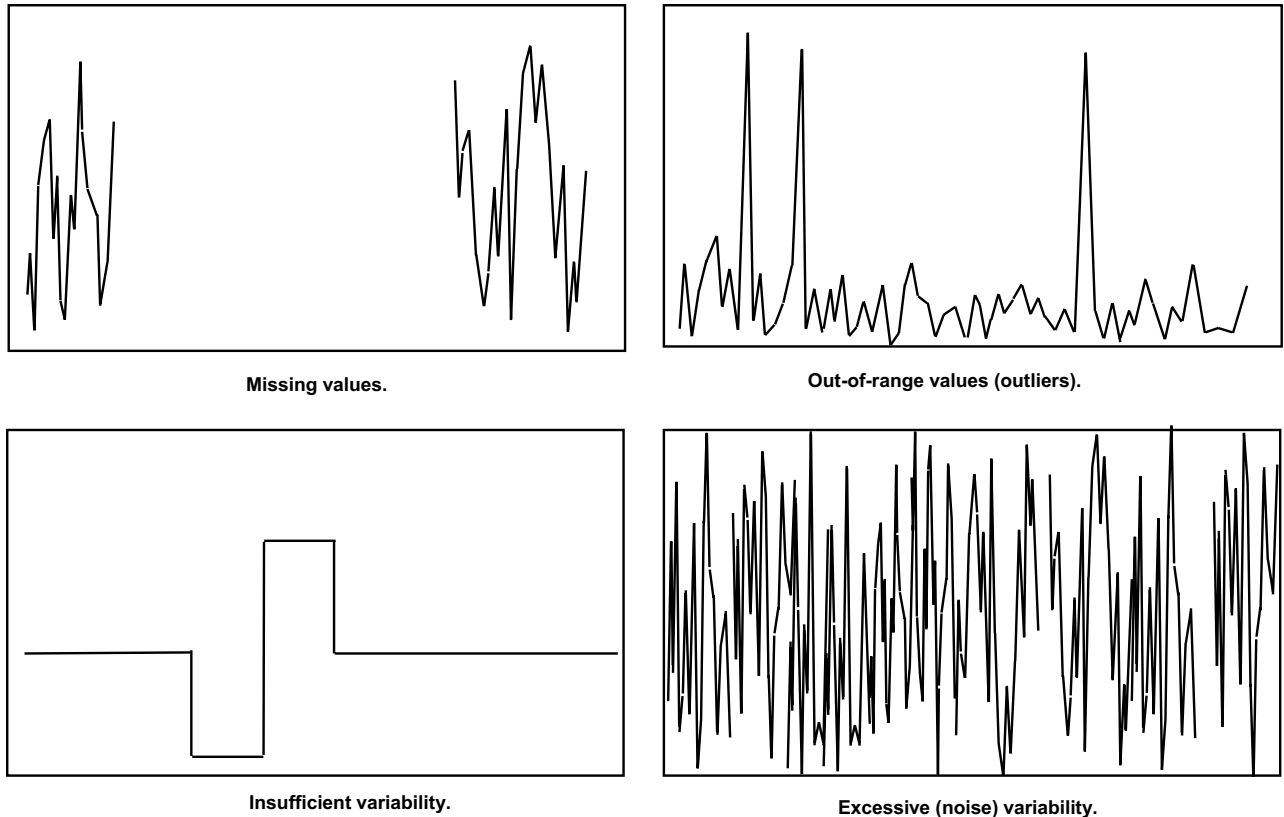 Missing values.
Out-of-range values (outliers).
Insufficient variability.
Excessive (noise) variability.